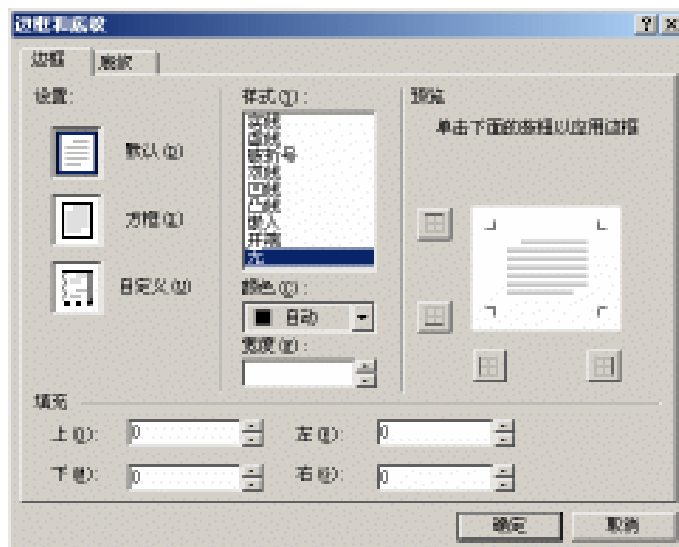 边框和底纹
边框 底纹
设置:
默认(D)
方框(X)
自定义(U)
样式(Y):
实线
虚线
破折号
双线
凹线
凸线
嵌入
开端
无
颜色(C):
自动
宽度(W):
预览
单击下面的按钮以应用边框
填充
上(T): 0 左(L): 0
下(M): 0 右(G): 0
确定 取消